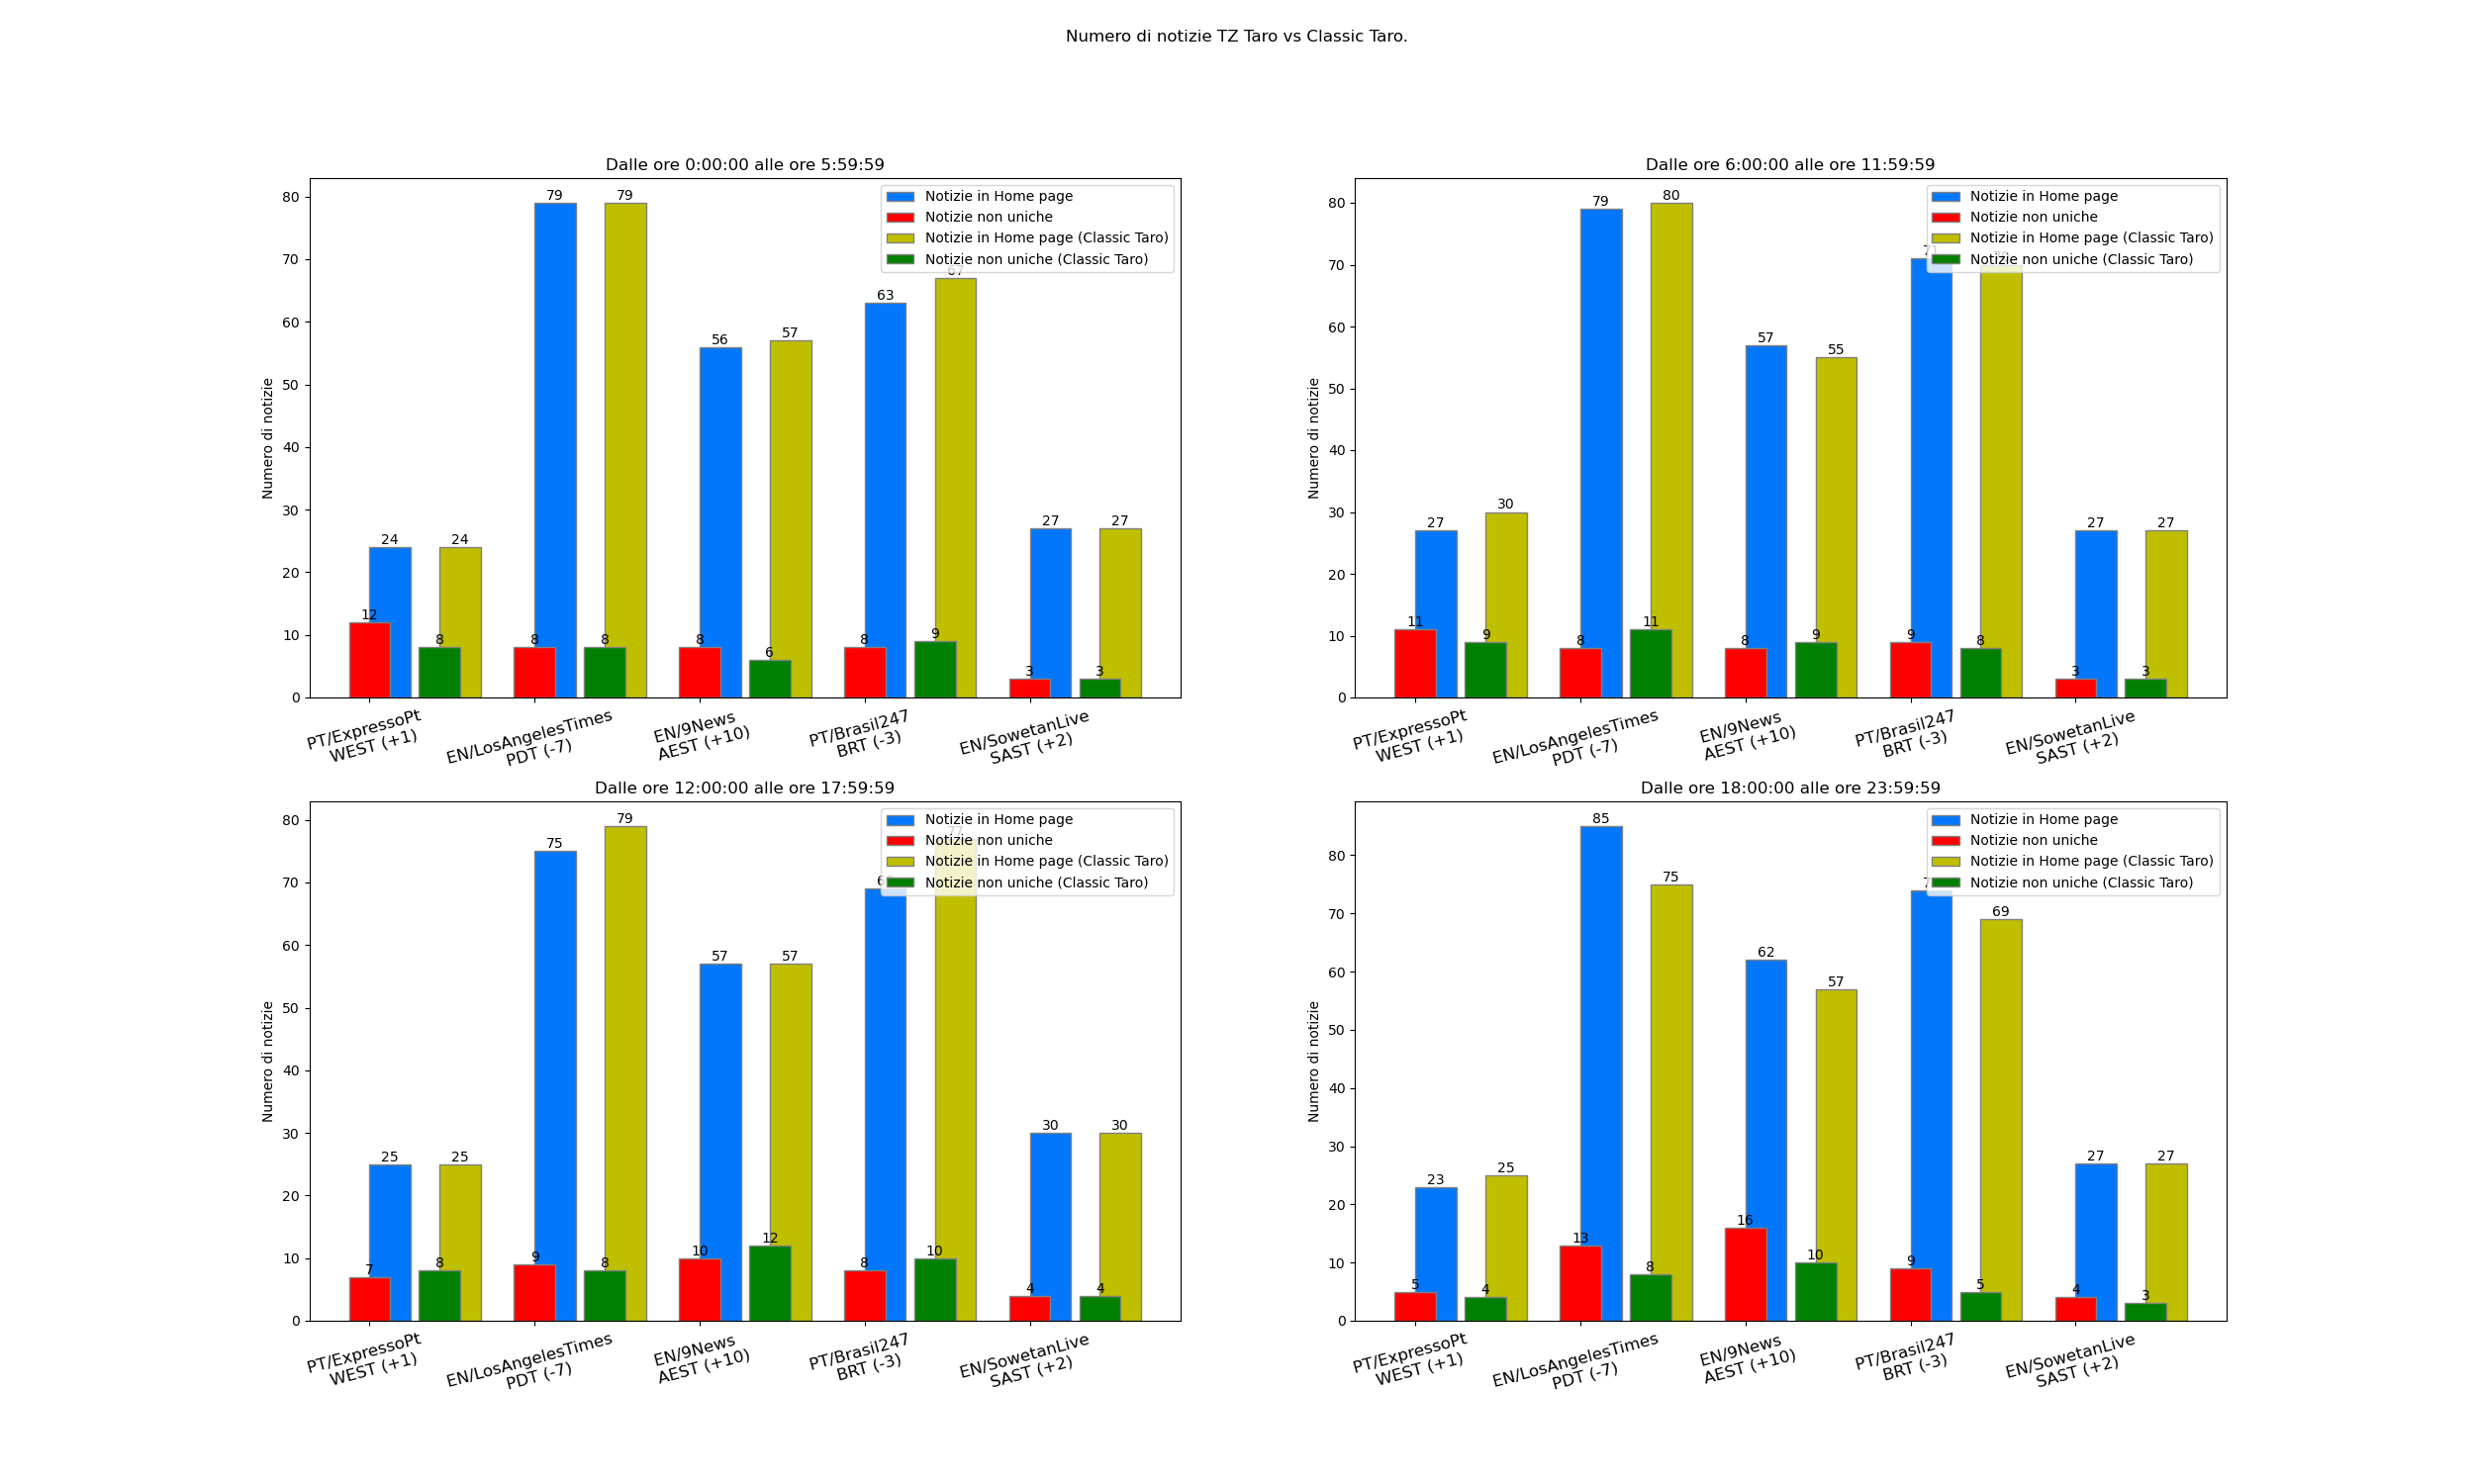 Numero di notizie TZ Taro vs Classic Taro.
Dalle ore 0:00:00 alle ore 5:59:59
Numero di notizie
80
70
60
50
40
30
20
10
0
Notizie in Home page
Notizie non uniche
Notizie in Home page (Classic Taro)
Notizie non uniche (Classic Taro)
24
79
56
63
27
12
8
8
8
3
24
79
57
67
27
8
8
6
9
3
PT/ExpressoPt
WEST (+1)
EN/LosAngelesTimes
PDT (-7)
EN/9News
AEST (+10)
PT/Brasil247
BRT (-3)
EN/SowetanLive
SAST (+2)
Dalle ore 6:00:00 alle ore 11:59:59
Numero di notizie
80
70
60
50
40
30
20
10
0
Notizie in Home page
Notizie non uniche
Notizie in Home page (Classic Taro)
Notizie non uniche (Classic Taro)
27
79
57
71
27
11
8
8
9
3
30
80
55
27
9
11
9
8
3
PT/ExpressoPt
WEST (+1)
EN/LosAngelesTimes
PDT (-7)
EN/9News
AEST (+10)
PT/Brasil247
BRT (-3)
EN/SowetanLive
SAST (+2)
Dalle ore 12:00:00 alle ore 17:59:59
Numero di notizie
80
70
60
50
40
30
20
10
0
Notizie in Home page
Notizie non uniche
Notizie in Home page (Classic Taro)
Notizie non uniche (Classic Taro)
25
75
57
30
7
9
10
8
4
25
79
57
77
30
8
8
12
10
4
PT/ExpressoPt
WEST (+1)
EN/LosAngelesTimes
PDT (-7)
EN/9News
AEST (+10)
PT/Brasil247
BRT (-3)
EN/SowetanLive
SAST (+2)
Dalle ore 18:00:00 alle ore 23:59:59
Numero di notizie
80
70
60
50
40
30
20
10
0
Notizie in Home page
Notizie non uniche
Notizie in Home page (Classic Taro)
Notizie non uniche (Classic Taro)
23
85
62
27
5
13
16
9
4
25
75
57
69
27
4
8
10
5
3
PT/ExpressoPt
WEST (+1)
EN/LosAngelesTimes
PDT (-7)
EN/9News
AEST (+10)
PT/Brasil247
BRT (-3)
EN/SowetanLive
SAST (+2)